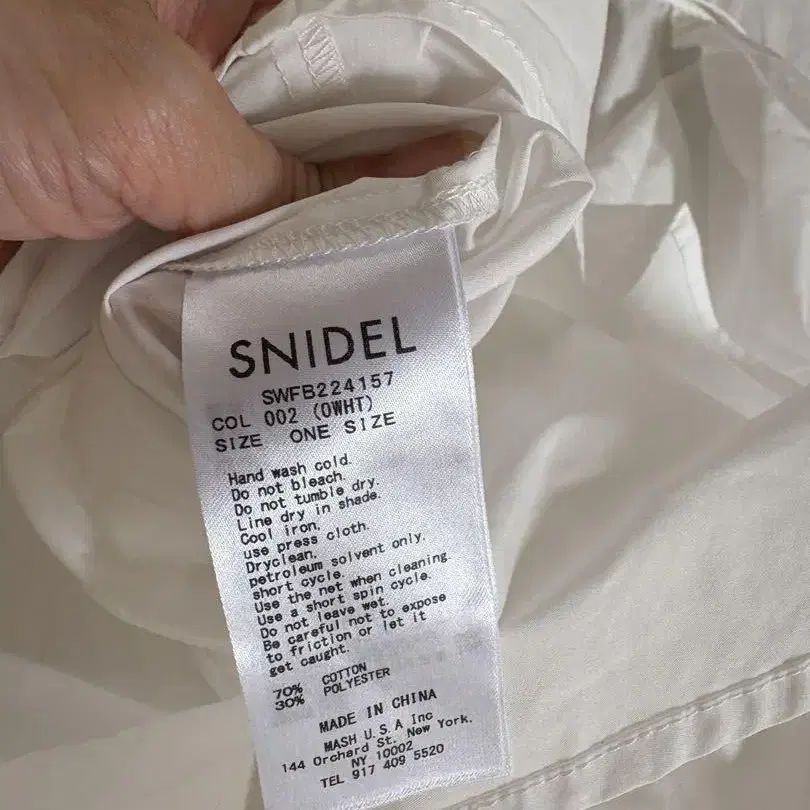 SNIDEL
SWFB224157
COL 002 (OWHT)
SIZE ONE SIZE
Hand wash cold.
Do not bleach.
Do not tumble dry.
Line dry in shade.
Cool iron,
use press cloth.
Dryclean,
petroleum solvent only,
short cycle.
Use the net when cleaning.
Use a short spin cycle.
Do not leave wet.
Be careful not to expose
to friction or let it
get caught.
70% COTTON
30% POLYESTER
MADE IN CHINA
MASH U.S.A Inc
144 Orchard St. New York.
NY 10002
TEL 917 409 5520